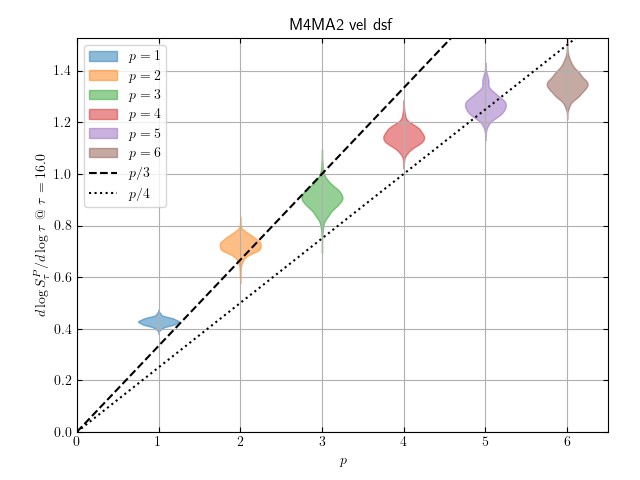 M4MA2 vel dsf
d log S_τ^P / d log τ @ τ = 16.0
1.4
1.2
1.0
0.8
0.6
0.4
0.2
0.0
p = 1
p = 2
p = 3
p = 4
p = 5
p = 6
p/3
p/4
0 1 2 3 4 5 6
p